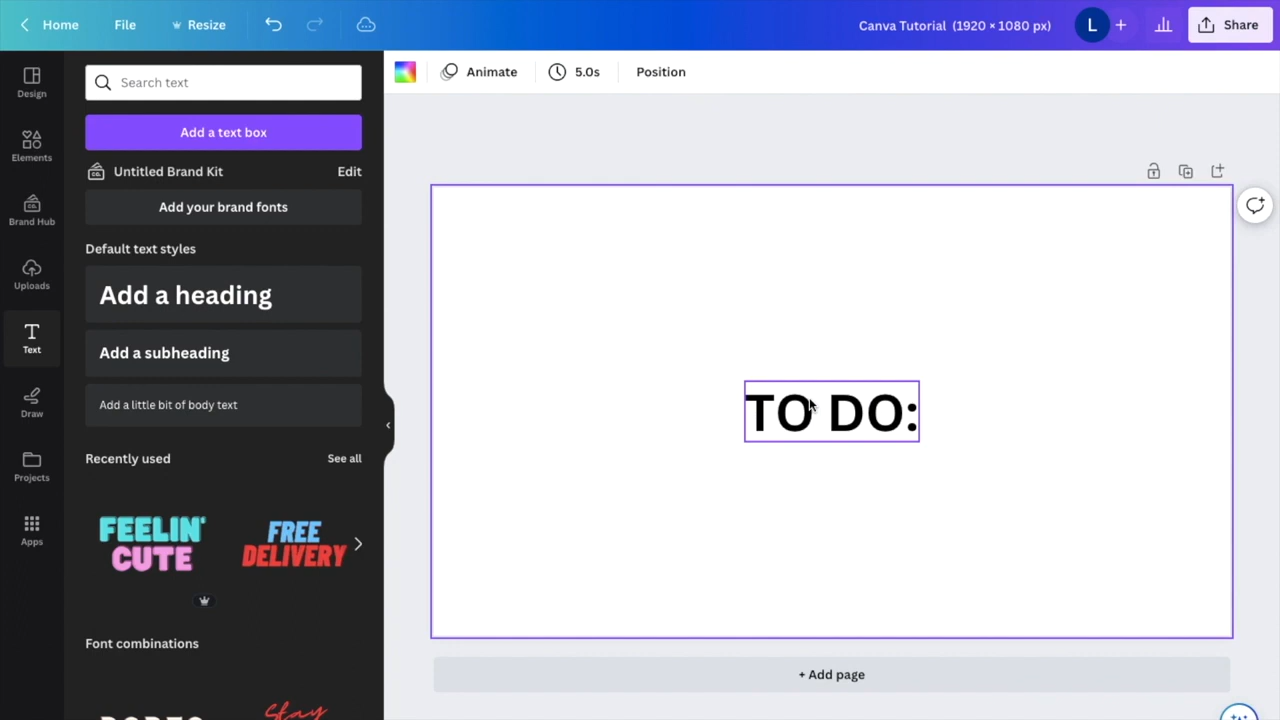 Home File Resize Canva Tutorial (1920 × 1080 px) L + Share
Design
Elements
Brand Hub
Uploads
Text
Draw
Projects
Apps
Search text
Add a text box
Untitled Brand Kit Edit
Add your brand fonts
Default text styles
Add a heading
Add a subheading
Add a little bit of body text
Recently used See all
FEELIN'
CUTE
FREE
DELIVERY
Font combinations
Stay
Animate 5.0s Position
TO DO:
+ Add page